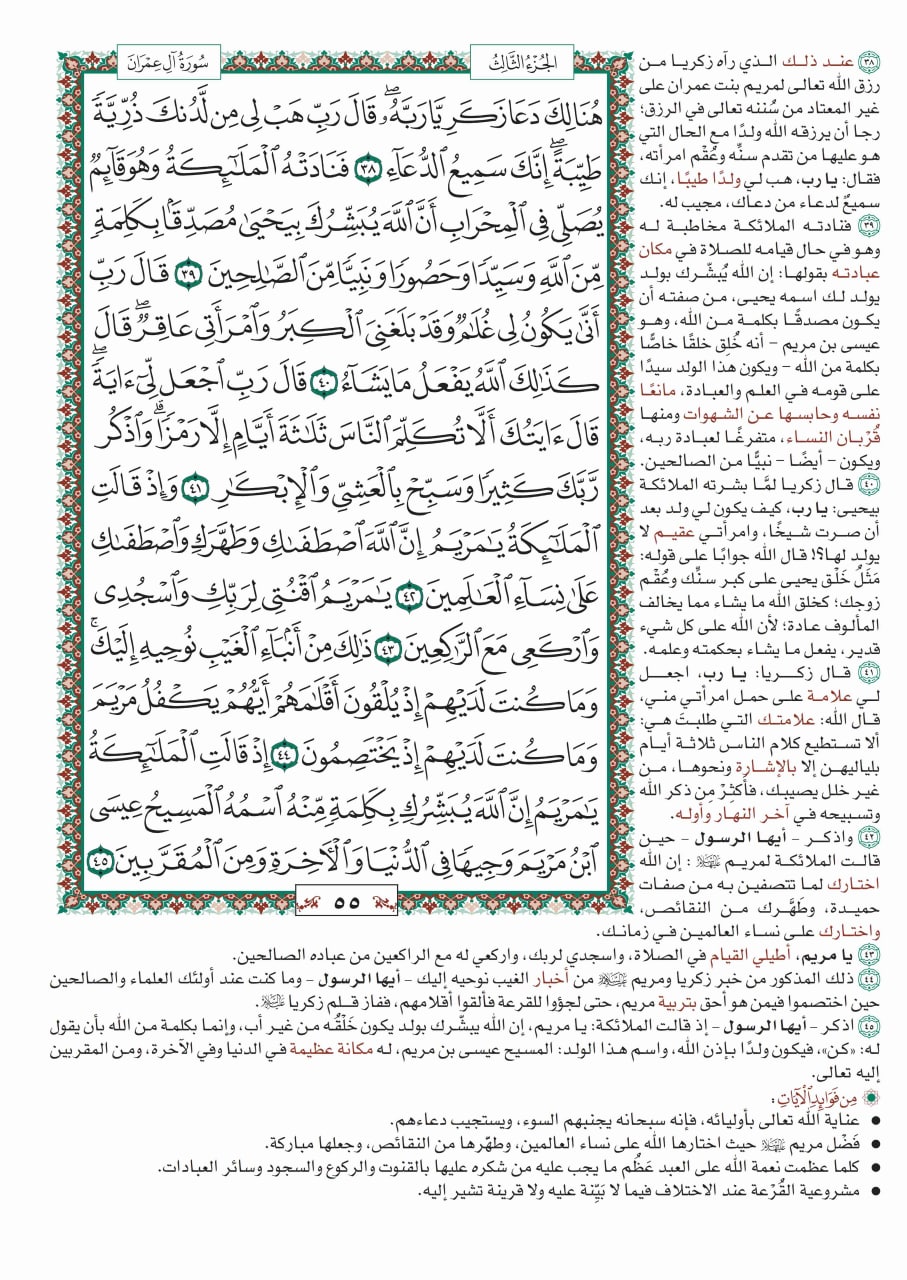 سُورَةُ آلِ عِمْرَان
الجُزْءُ الثَّالِثُ
هُنَالِكَ دَعَا زَكَرِيَّا رَبَّهُۥۖ قَالَ رَبِّ هَبْ لِي مِن لَّدُنكَ ذُرِّيَّةٗ
طَيِّبَةًۖ إِنَّكَ سَمِيعُ ٱلدُّعَآءِ ٣٨ فَنَادَتْهُ ٱلْمَلَٰٓئِكَةُ وَهُوَ قَآئِمٞ
يُصَلِّي فِي ٱلْمِحْرَابِ أَنَّ ٱللَّهَ يُبَشِّرُكَ بِيَحْيَىٰ مُصَدِّقَۢا بِكَلِمَةٖ
مِّنَ ٱللَّهِ وَسَيِّدٗا وَحَصُورٗا وَنَبِيّٗا مِّنَ ٱلصَّٰلِحِينَ ٣٩ قَالَ رَبِّ
أَنَّىٰ يَكُونُ لِي غُلَٰمٞ وَقَدْ بَلَغَنِيَ ٱلْكِبَرُ وَٱمْرَأَتِي عَاقِرٞۖ قَالَ
كَذَٰلِكَ ٱللَّهُ يَفْعَلُ مَا يَشَآءُ ٤٠ قَالَ رَبِّ ٱجْعَل لِّيٓ ءَايَةٗۖ
قَالَ ءَايَتُكَ أَلَّا تُكَلِّمَ ٱلنَّاسَ ثَلَٰثَةَ أَيَّامٍ إِلَّا رَمْزٗاۗ وَٱذْكُر
رَّبَّكَ كَثِيرٗا وَسَبِّحْ بِٱلْعَشِيِّ وَٱلْإِبْكَٰرِ ٤١ وَإِذْ قَالَتِ
ٱلْمَلَٰٓئِكَةُ يَٰمَرْيَمُ إِنَّ ٱللَّهَ ٱصْطَفَىٰكِ وَطَهَّرَكِ وَٱصْطَفَىٰكِ
عَلَىٰ نِسَآءِ ٱلْعَٰلَمِينَ ٤٢ يَٰمَرْيَمُ ٱقْنُتِي لِرَبِّكِ وَٱسْجُدِي
وَٱرْكَعِي مَعَ ٱلرَّٰكِعِينَ ٤٣ ذَٰلِكَ مِنْ أَنۢبَآءِ ٱلْغَيْبِ نُوحِيهِ إِلَيْكَۚ
وَمَا كُنتَ لَدَيْهِمْ إِذْ يُلْقُونَ أَقْلَٰمَهُمْ أَيُّهُمْ يَكْفُلُ مَرْيَمَ
وَمَا كُنتَ لَدَيْهِمْ إِذْ يَخْتَصِمُونَ ٤٤ إِذْ قَالَتِ ٱلْمَلَٰٓئِكَةُ
يَٰمَرْيَمُ إِنَّ ٱللَّهَ يُبَشِّرُكِ بِكَلِمَةٖ مِّنْهُ ٱسْمُهُ ٱلْمَسِيحُ عِيسَى
ٱبْنُ مَرْيَمَ وَجِيهٗا فِي ٱلدُّنْيَا وَٱلْءَاخِرَةِ وَمِنَ ٱلْمُقَرَّبِينَ ٤٥
٥٥
٣٨ عند ذلك الذي رآه زكريا من
رزق الله تعالى لمريم بنت عمران على
غير المعتاد من سُننه تعالى في الرزق؛
رجا أن يرزقه الله ولدًا مع الحال التي
هو عليها من تقدم سنِّه وعُقْم امرأته،
فقال: يا رب، هب لي ولدًا طيبًا، إنك
سميعٌ لدعاء من دعاك، مجيب له.
٣٩ فنادته الملائكة مخاطبة له
وهو في حال قيامه للصلاة في مكان
عبادته بقولها: إن الله يُبشّرك بولد
يولد لك اسمه يحيى، من صفته أن
يكون مصدقًا بكلمة من الله، وهو
عيسى بن مريم – أنه خُلِق خلقًا خاصًّا
بكلمة من الله – ويكون هذا الولد سيدًا
على قومه في العلم والعبادة، مانعًا
نفسه وحابسها عن الشهوات ومنها
قُرْبان النساء، متفرغًا لعبادة ربه،
ويكون – أيضًا – نبيًّا من الصالحين.
٤٠ قال زكريا لمَّا بشرته الملائكة
بيحيى: يا رب، كيف يكون لي ولد بعد
أن صرت شيخًا، وامرأتي عقيم لا
يولد لها؟! قال الله جوابًا على قوله:
مَثَلُ خَلْق يحيى على كبر سنِّك وعُقْم
زوجك؛ كخلق الله ما يشاء مما يخالف
المألوف عادة؛ لأن الله على كل شيء
قدير، يفعل ما يشاء بحكمته وعلمه.
٤١ قال زكريا: يا رب، اجعل
لي علامة على حمل امرأتي مني،
قال الله: علامتك التي طلبتَ هي:
ألا تستطيع كلام الناس ثلاثة أيام
بلياليهن إلا بالإشارة ونحوها، من
غير خلل يصيبك، فأكثِرْ مِن ذكر الله
وتسبيحه في آخر النهار وأوله.
٤٢ واذكر – أيها الرسول – حين
قالت الملائكة لمريم ﷺ: إن الله
اختارك لما تتصفين به من صفات
حميدة، وطَهَّرك من النقائص،
واختارك على نساء العالمين في زمانك.
٤٣ يا مريم، أطيلي القيام في الصلاة، واسجدي لربك، واركعي له مع الراكعين من عباده الصالحين.
٤٤ ذلك المذكور من خبر زكريا ومريم من أخبار الغيب نوحيه إليك – أيها الرسول – وما كنت عند أولئك العلماء والصالحين
حين اختصموا فيمن هو أحق بتربية مريم، حتى لجؤوا للقرعة فألقوا أقلامهم، ففاز قلم زكريا.
٤٥ اذكر – أيها الرسول – إذ قالت الملائكة: يا مريم، إن الله يبشّرك بولد يكون خَلْقُه من غير أب، وإنما بكلمة من الله بأن يقول
له: «كن»، فيكون ولدًا بإذن الله، واسم هذا الولد: المسيح عيسى بن مريم، له مكانة عظيمة في الدنيا وفي الآخرة، ومن المقربين
إليه تعالى.
مِن فَوَائِدِ الْآيَاتِ:
• عناية الله تعالى بأوليائه، فإنه سبحانه يجنبهم السوء، ويستجيب دعاءهم.
• فَضْل مريم حيث اختارها الله على نساء العالمين، وطهّرها من النقائص، وجعلها مباركة.
• كلما عظمت نعمة الله على العبد عَظُم ما يجب عليه من شكره عليها بالقنوت والركوع والسجود وسائر العبادات.
• مشروعية القُرْعة عند الاختلاف فيما لا بَيِّنة عليه ولا قرينة تشير إليه.